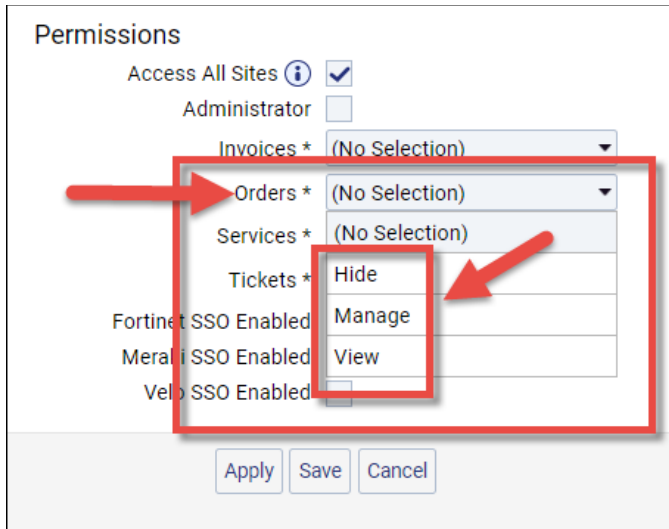 Permissions
Access All Sites
Administrator
Invoices * (No Selection)
Orders * (No Selection)
Services * (No Selection)
Tickets * Hide
Fortinet SSO Enabled Manage
Meraki SSO Enabled View
Velo SSO Enabled
Apply Save Cancel